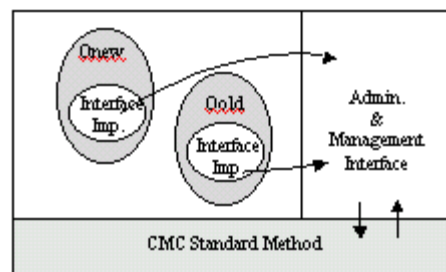 Onew
Interface
Imp.
Oold
Interface
Imp
Admin.
&
Management
Interface
CMC Standard Method